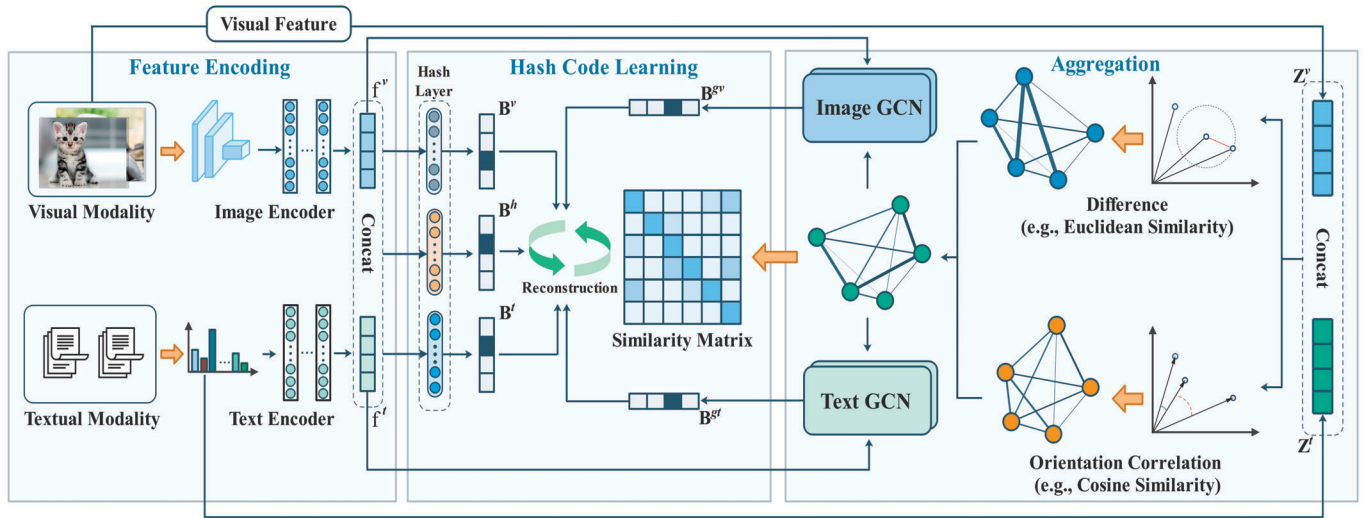 Visual Feature
Feature Encoding
Hash Code Learning
Aggregation
f^v
Hash
Layer
B^v
B^gv
Image GCN
Z^v
Visual Modality
Image Encoder
Concat
B^h
Reconstruction
Similarity Matrix
Difference
(e.g., Euclidean Similarity)
Concat
Textual Modality
Text Encoder
f^t
B^t
B^gt
Text GCN
Orientation Correlation
(e.g., Cosine Similarity)
Z^t